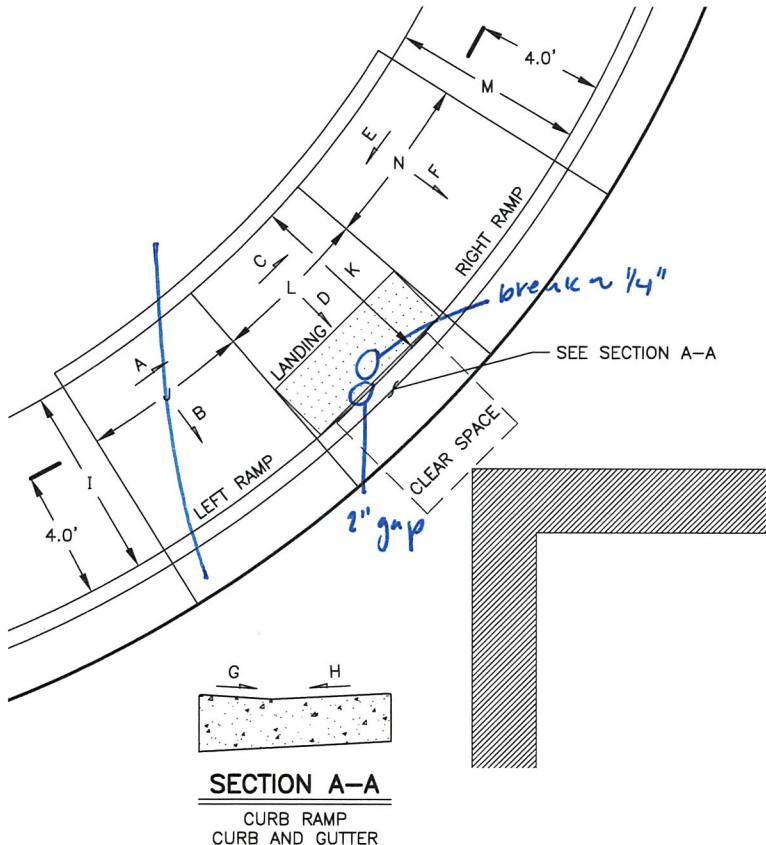 4.0'
M
E
N
F
RIGHT RAMP
C
K
L
D
LANDING
break ~ 1/4"
SEE SECTION A-A
A
J
B
CLEAR SPACE
LEFT RAMP
I
2" gap
4.0'
G
H
SECTION A-A
CURB RAMP
CURB AND GUTTER